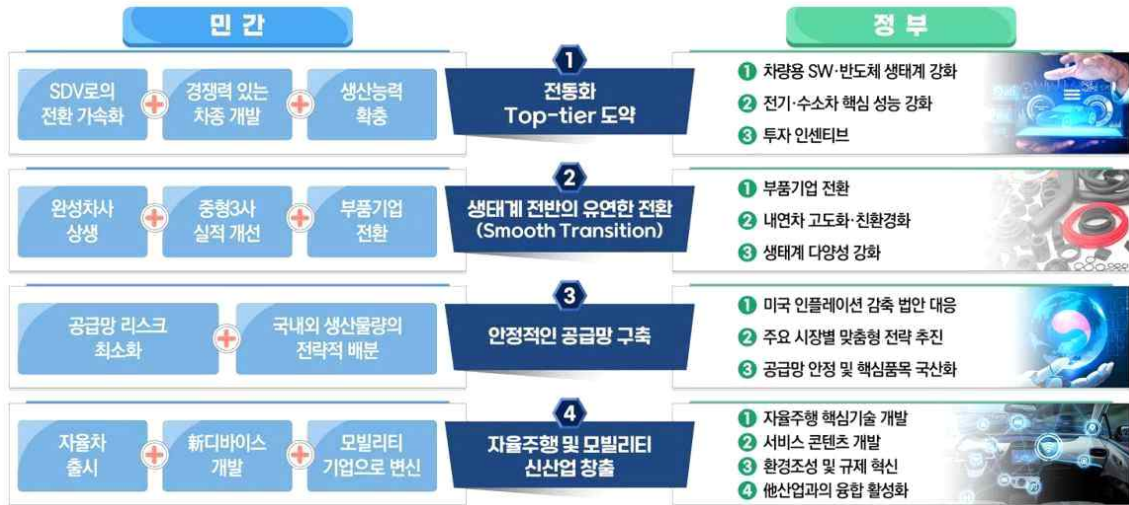 민 간
정 부
SDV로의
전환 가속화
+
경쟁력 있는
차종 개발
+
생산능력
확충
1
전동화
Top-tier 도약
1 차량용 SW·반도체 생태계 강화
2 전기·수소차 핵심 성능 강화
3 투자 인센티브
완성차사
상생
+
중형3사
실적 개선
+
부품기업
전환
2
생태계 전반의 유연한 전환
(Smooth Transition)
1 부품기업 전환
2 내연차 고도화·친환경화
3 생태계 다양성 강화
공급망 리스크
최소화
+
국내외 생산물량의
전략적 배분
3
안정적인 공급망 구축
1 미국 인플레이션 감축 법안 대응
2 주요 시장별 맞춤형 전략 추진
3 공급망 안정 및 핵심품목 국산화
자율차
출시
+
新디바이스
개발
+
모빌리티
기업으로 변신
4
자율주행 및 모빌리티
신산업 창출
1 자율주행 핵심기술 개발
2 서비스 콘텐츠 개발
3 환경조성 및 규제 혁신
4 他산업과의 융합 활성화